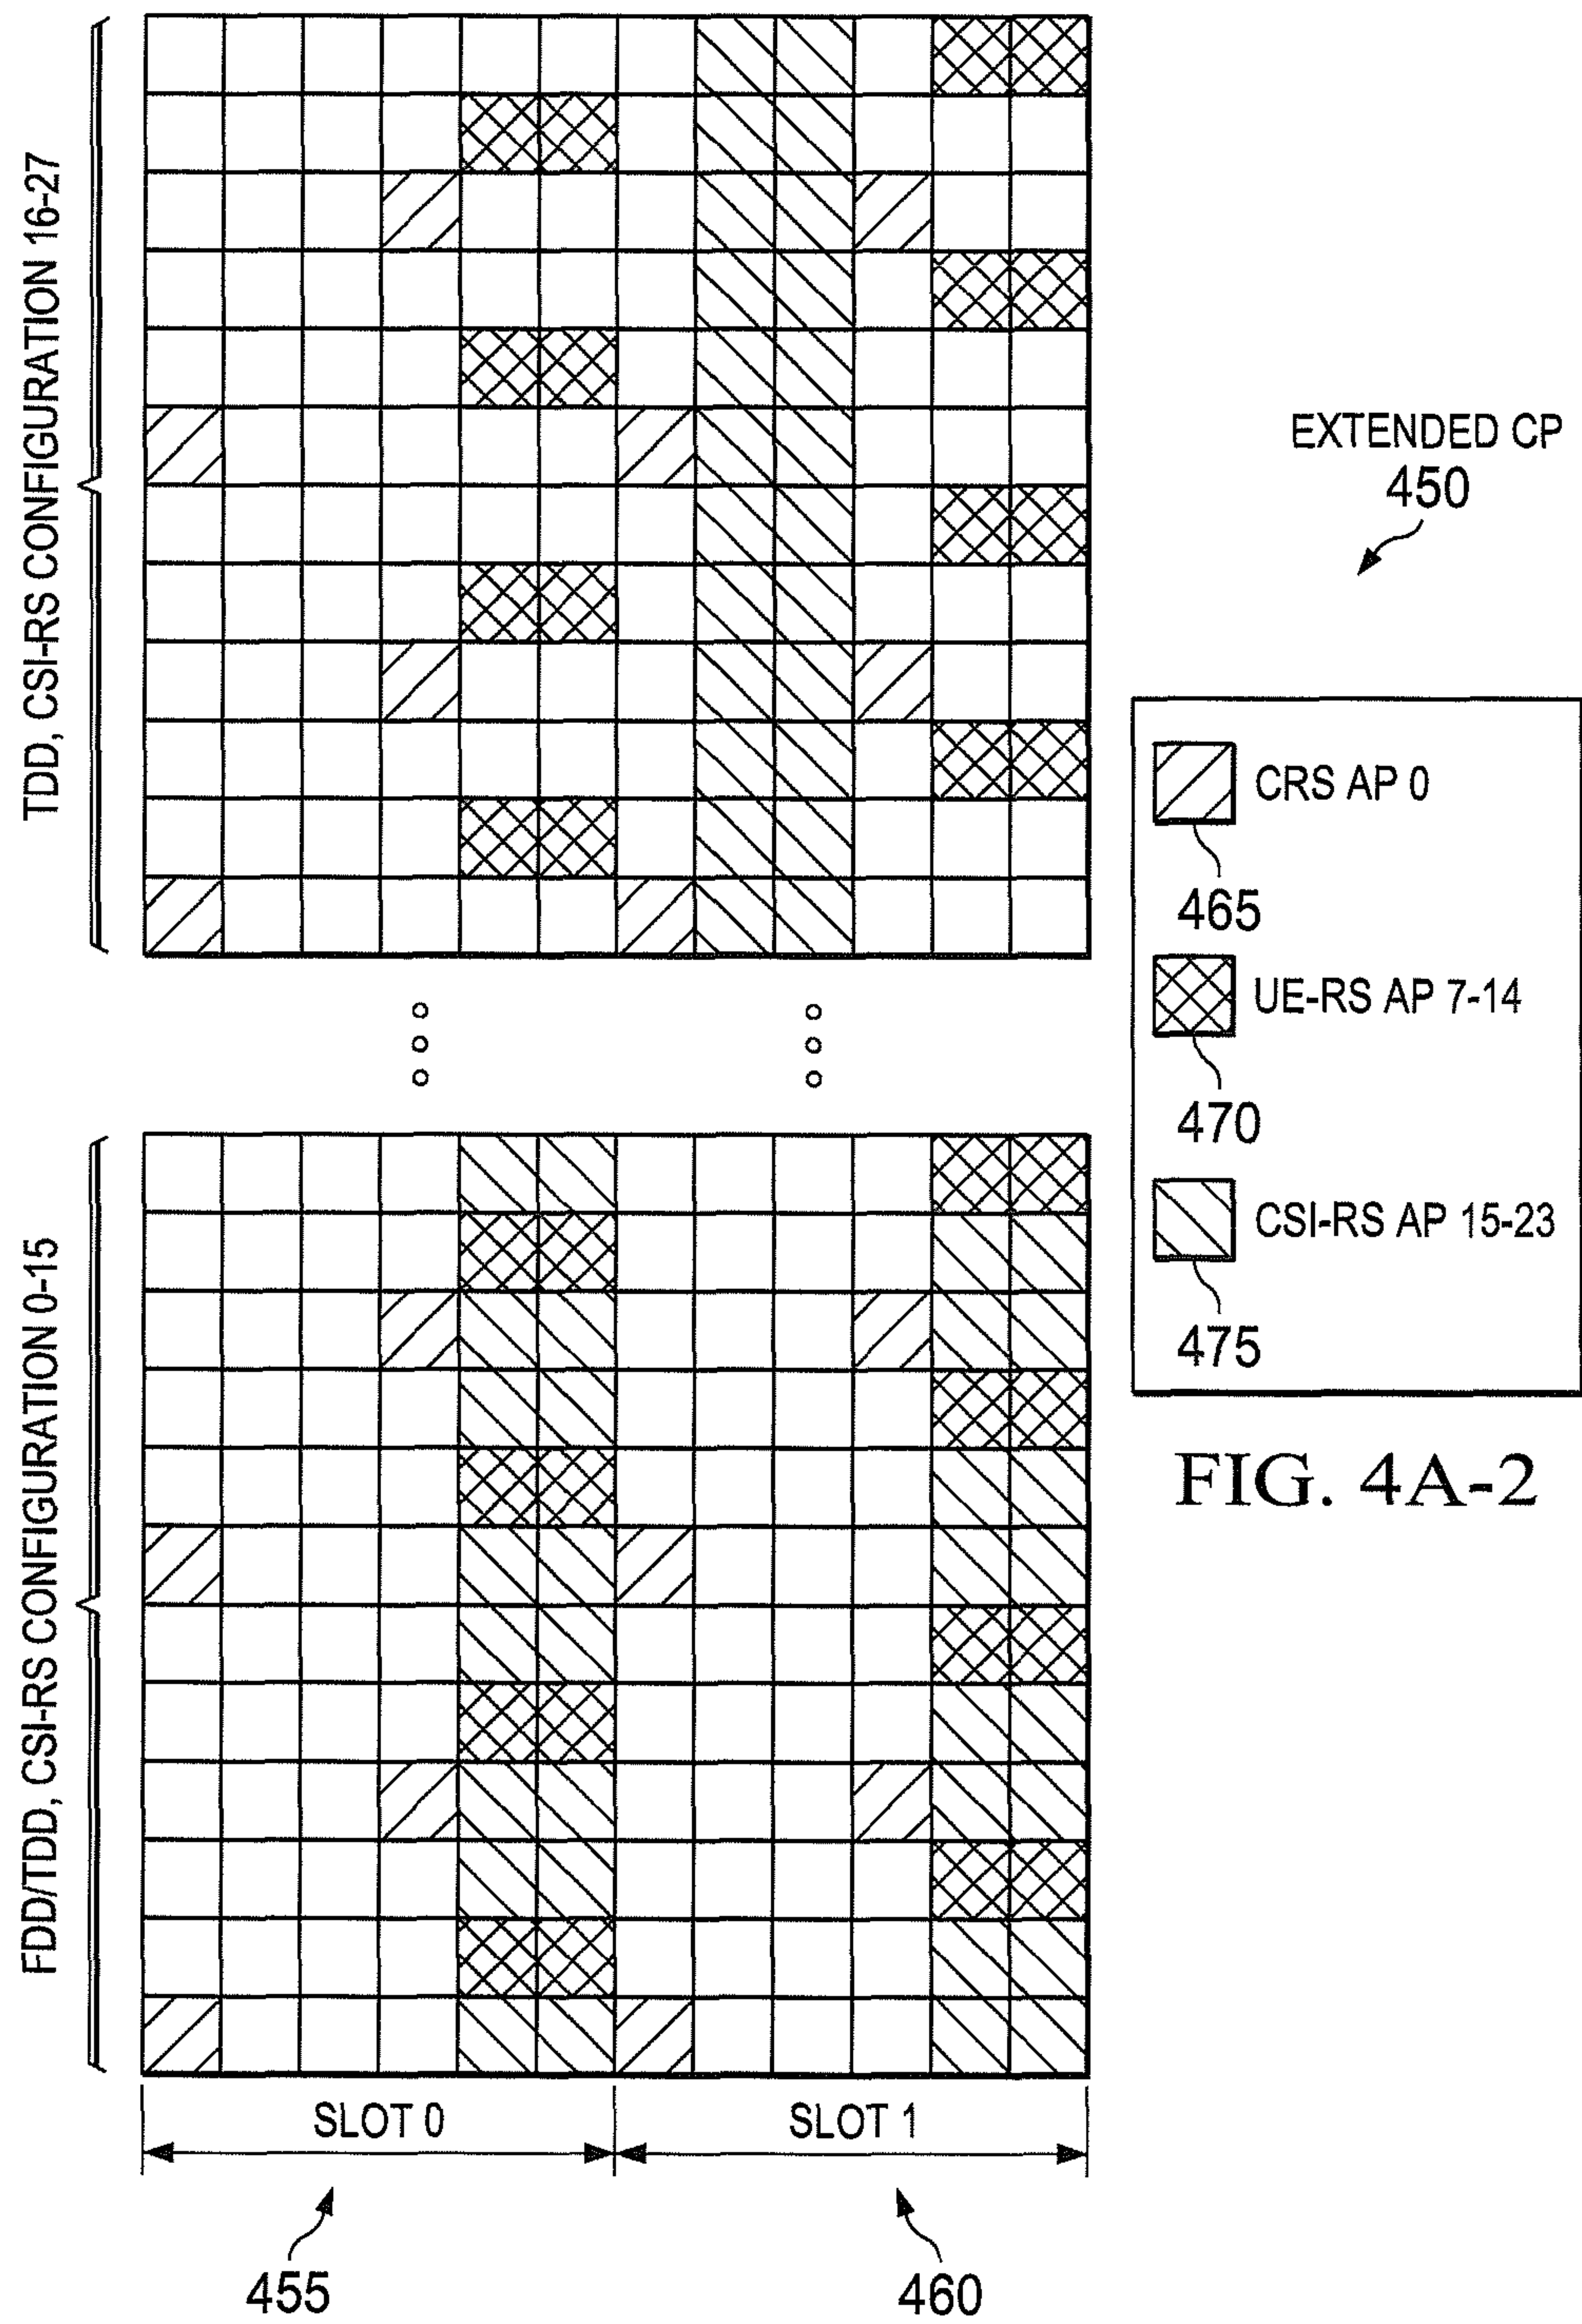 TDD, CSI-RS CONFIGURATION 16-27
EXTENDED CP
450
CRS AP 0
465
UE-RS AP 7-14
470
CSI-RS AP 15-23
475
FIG. 4A-2
FDD/TDD, CSI-RS CONFIGURATION 0-15
SLOT 0
SLOT 1
455
460